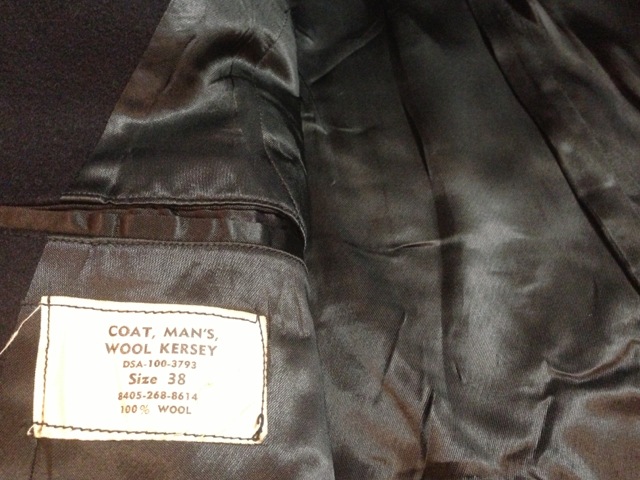 COAT, MAN'S,
WOOL KERSEY
DSA-100-3793
Size 38
8405-268-8614
100% WOOL